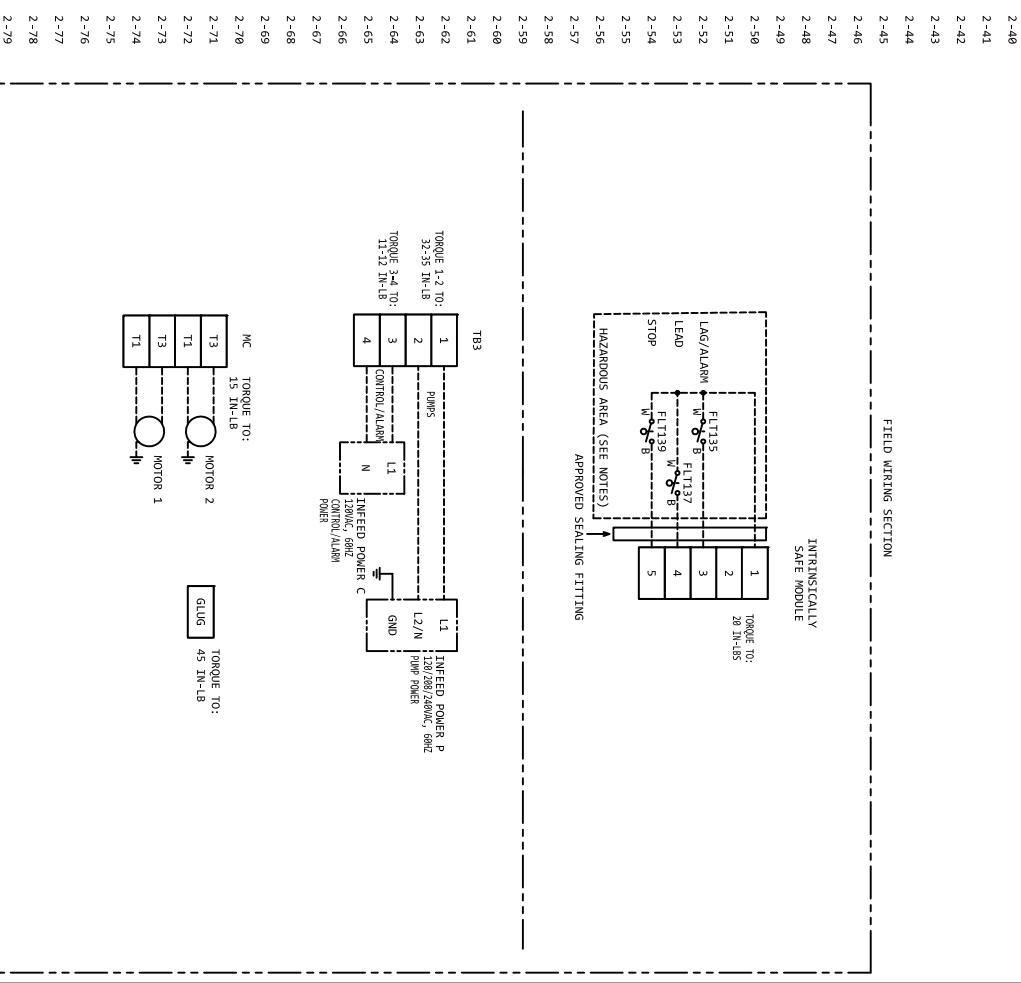 2-40
2-41
2-42
2-43
2-44
2-45
2-46
2-47
2-48
2-49
2-50
2-51
2-52
2-53
2-54
2-55
2-56
2-57
2-58
2-59
2-60
2-61
2-62
2-63
2-64
2-65
2-66
2-67
2-68
2-69
2-70
2-71
2-72
2-73
2-74
2-75
2-76
2-77
2-78
2-79
FIELD WIRING SECTION
INTRINSICALLY
SAFE MODULE
TORQUE TO:
20 IN-LBS
1
2
3
4
5
LAG/ALARM
LEAD
STOP
FLT135
W
B
FLT137
W
B
FLT139
W
B
HAZARDOUS AREA (SEE NOTES)
APPROVED SEALING FITTING
TB3
TORQUE 1-2 TO:
32-35 IN-LB
TORQUE 3-4 TO:
11-12 IN-LB
1
2
3
4
PUMPS
CONTROL/ALARM
L1
N
INFEED POWER C
120VAC, 60HZ
CONTROL/ALARM
POWER
L1
L2/N
GND
INFEED POWER P
120/208/240VAC, 60HZ
PUMP POWER
MC
TORQUE TO:
15 IN-LB
T3
T1
T3
T1
MOTOR 2
MOTOR 1
GLUG
TORQUE TO:
45 IN-LB